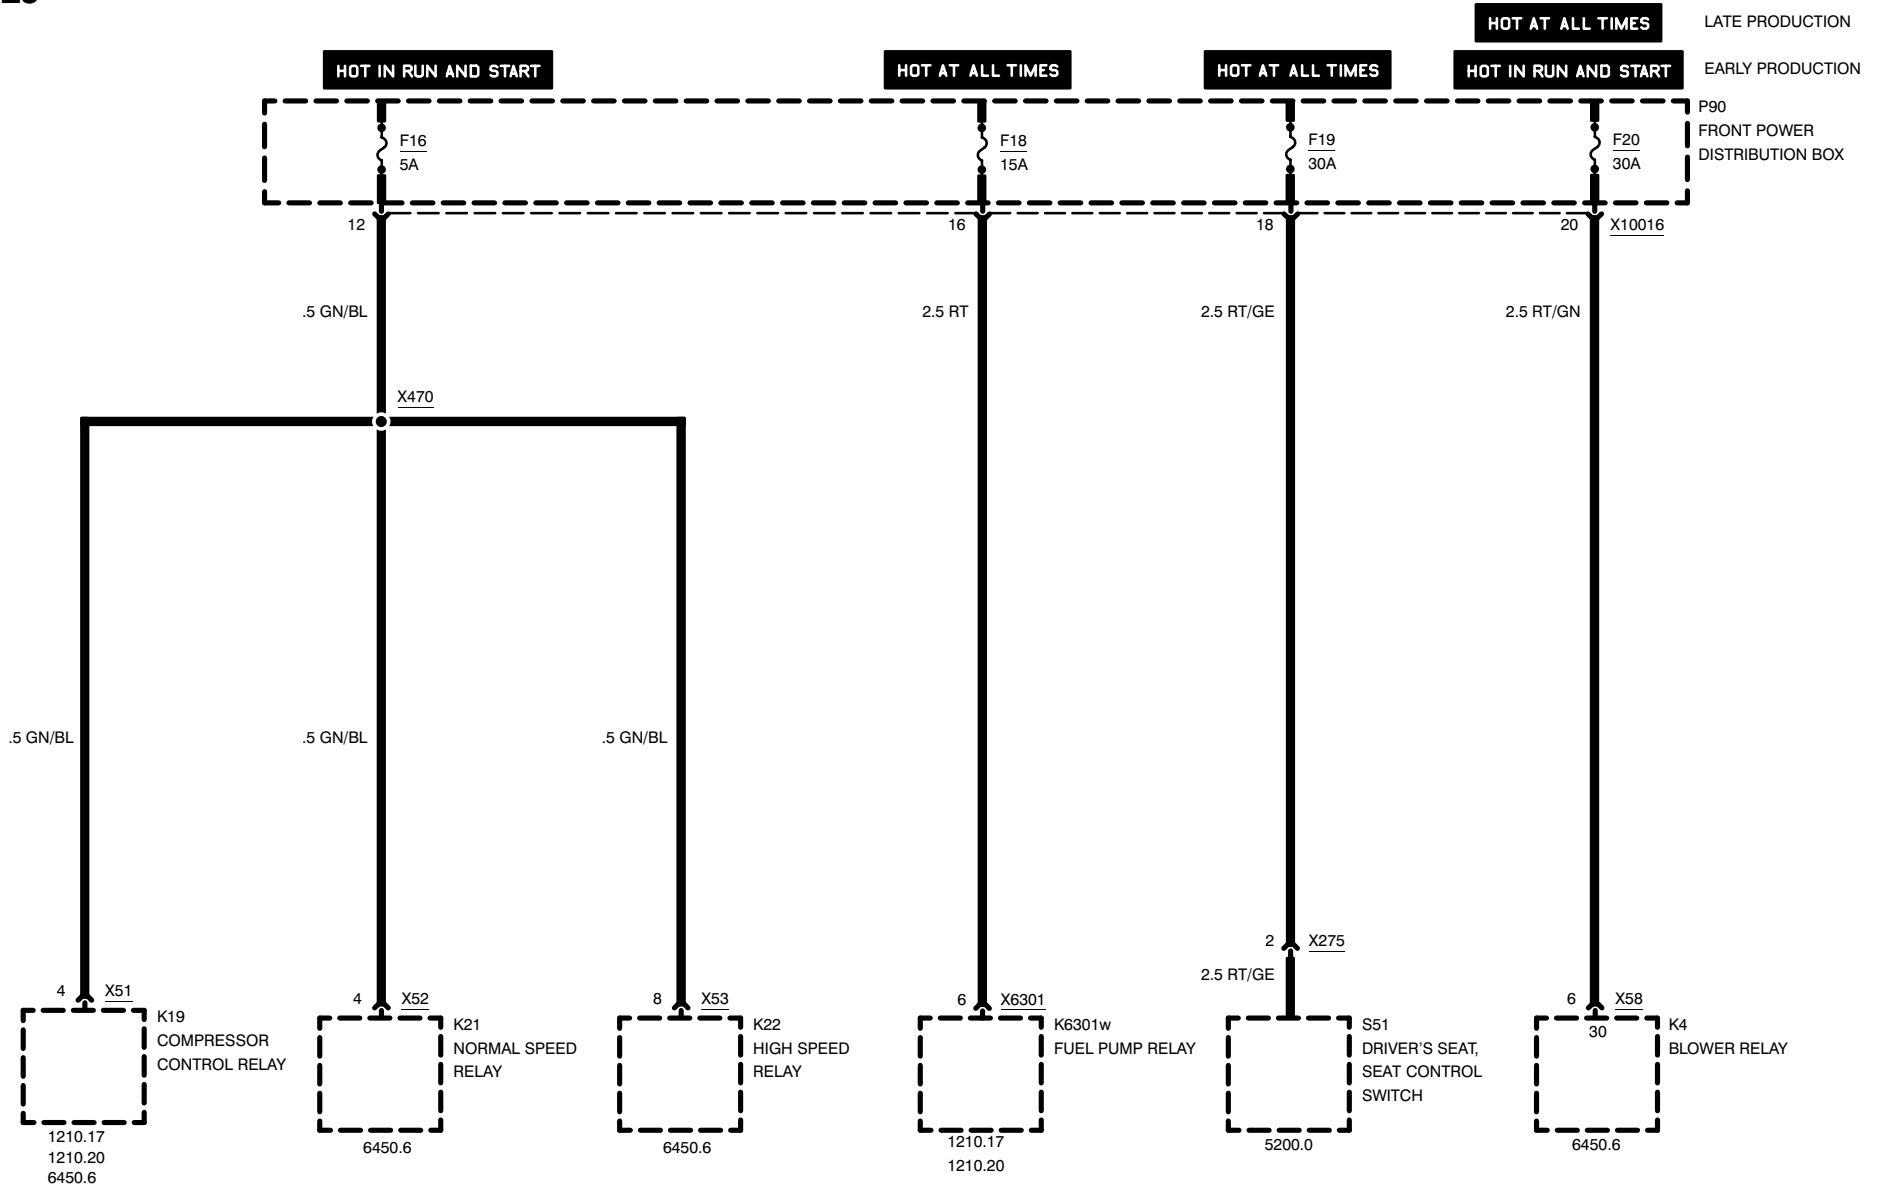 HOT AT ALL TIMES LATE PRODUCTION
HOT IN RUN AND START HOT AT ALL TIMES HOT AT ALL TIMES HOT IN RUN AND START EARLY PRODUCTION
P90
FRONT POWER
DISTRIBUTION BOX
F16
5A
F18
15A
F19
30A
F20
30A
12 16 18 20 X10016
.5 GN/BL 2.5 RT 2.5 RT/GE 2.5 RT/GN
X470
.5 GN/BL .5 GN/BL .5 GN/BL
2 X275
2.5 RT/GE
4 X51 4 X52 8 X53 6 X6301 6 X58
K19
COMPRESSOR
CONTROL RELAY
1210.17
1210.20
6450.6
K21
NORMAL SPEED
RELAY
6450.6
K22
HIGH SPEED
RELAY
6450.6
K6301w
FUEL PUMP RELAY
1210.17
1210.20
S51
DRIVER'S SEAT,
SEAT CONTROL
SWITCH
5200.0
30
K4
BLOWER RELAY
6450.6